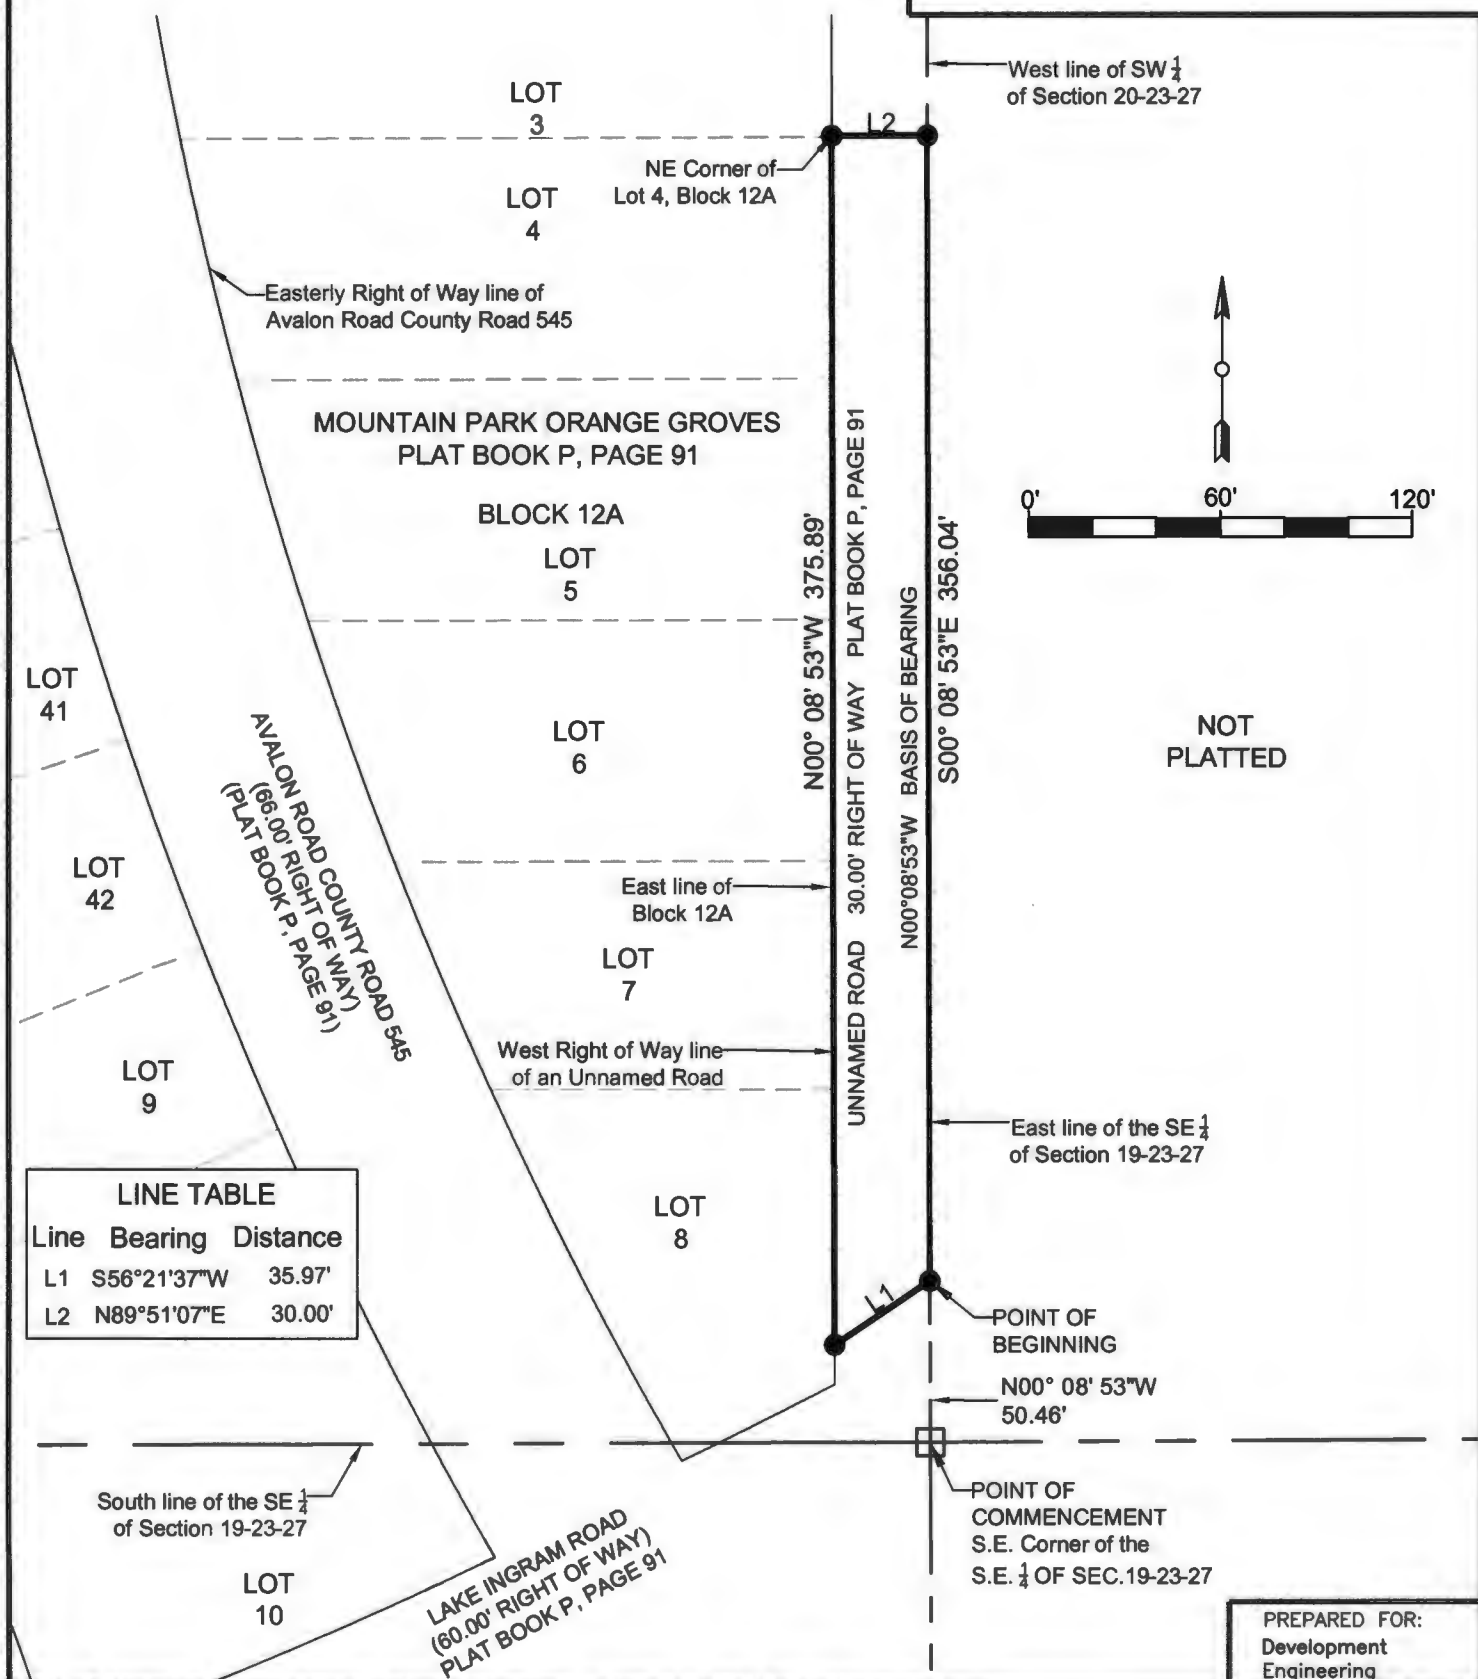 West line of SW 1/4
of Section 20-23-27
LOT
3
L2
NE Corner of
Lot 4, Block 12A
LOT
4
Easterly Right of Way line of
Avalon Road County Road 545
MOUNTAIN PARK ORANGE GROVES
PLAT BOOK P, PAGE 91
BLOCK 12A
LOT
5
0' 60' 120'
N00° 08' 53"W 375.89'
UNNAMED ROAD 30.00' RIGHT OF WAY PLAT BOOK P, PAGE 91
N00°08'53"W BASIS OF BEARING
S00° 08' 53"E 356.04'
NOT
PLATTED
LOT
41
LOT
6
AVALON ROAD COUNTY ROAD 545
(66.00' RIGHT OF WAY)
(PLAT BOOK P, PAGE 91)
LOT
42
East line of
Block 12A
LOT
7
West Right of Way line
of an Unnamed Road
LOT
9
East line of the SE 1/4
of Section 19-23-27
LINE TABLE
Line Bearing Distance
L1 S56°21'37"W 35.97'
L2 N89°51'07"E 30.00'
LOT
8
L1
POINT OF
BEGINNING
N00° 08' 53"W
50.46'
South line of the SE 1/4
of Section 19-23-27
POINT OF
COMMENCEMENT
S.E. Corner of the
S.E. 1/4 OF SEC.19-23-27
LOT
10
LAKE INGRAM ROAD
(60.00' RIGHT OF WAY)
PLAT BOOK P, PAGE 91
PREPARED FOR:
Development
Engineering